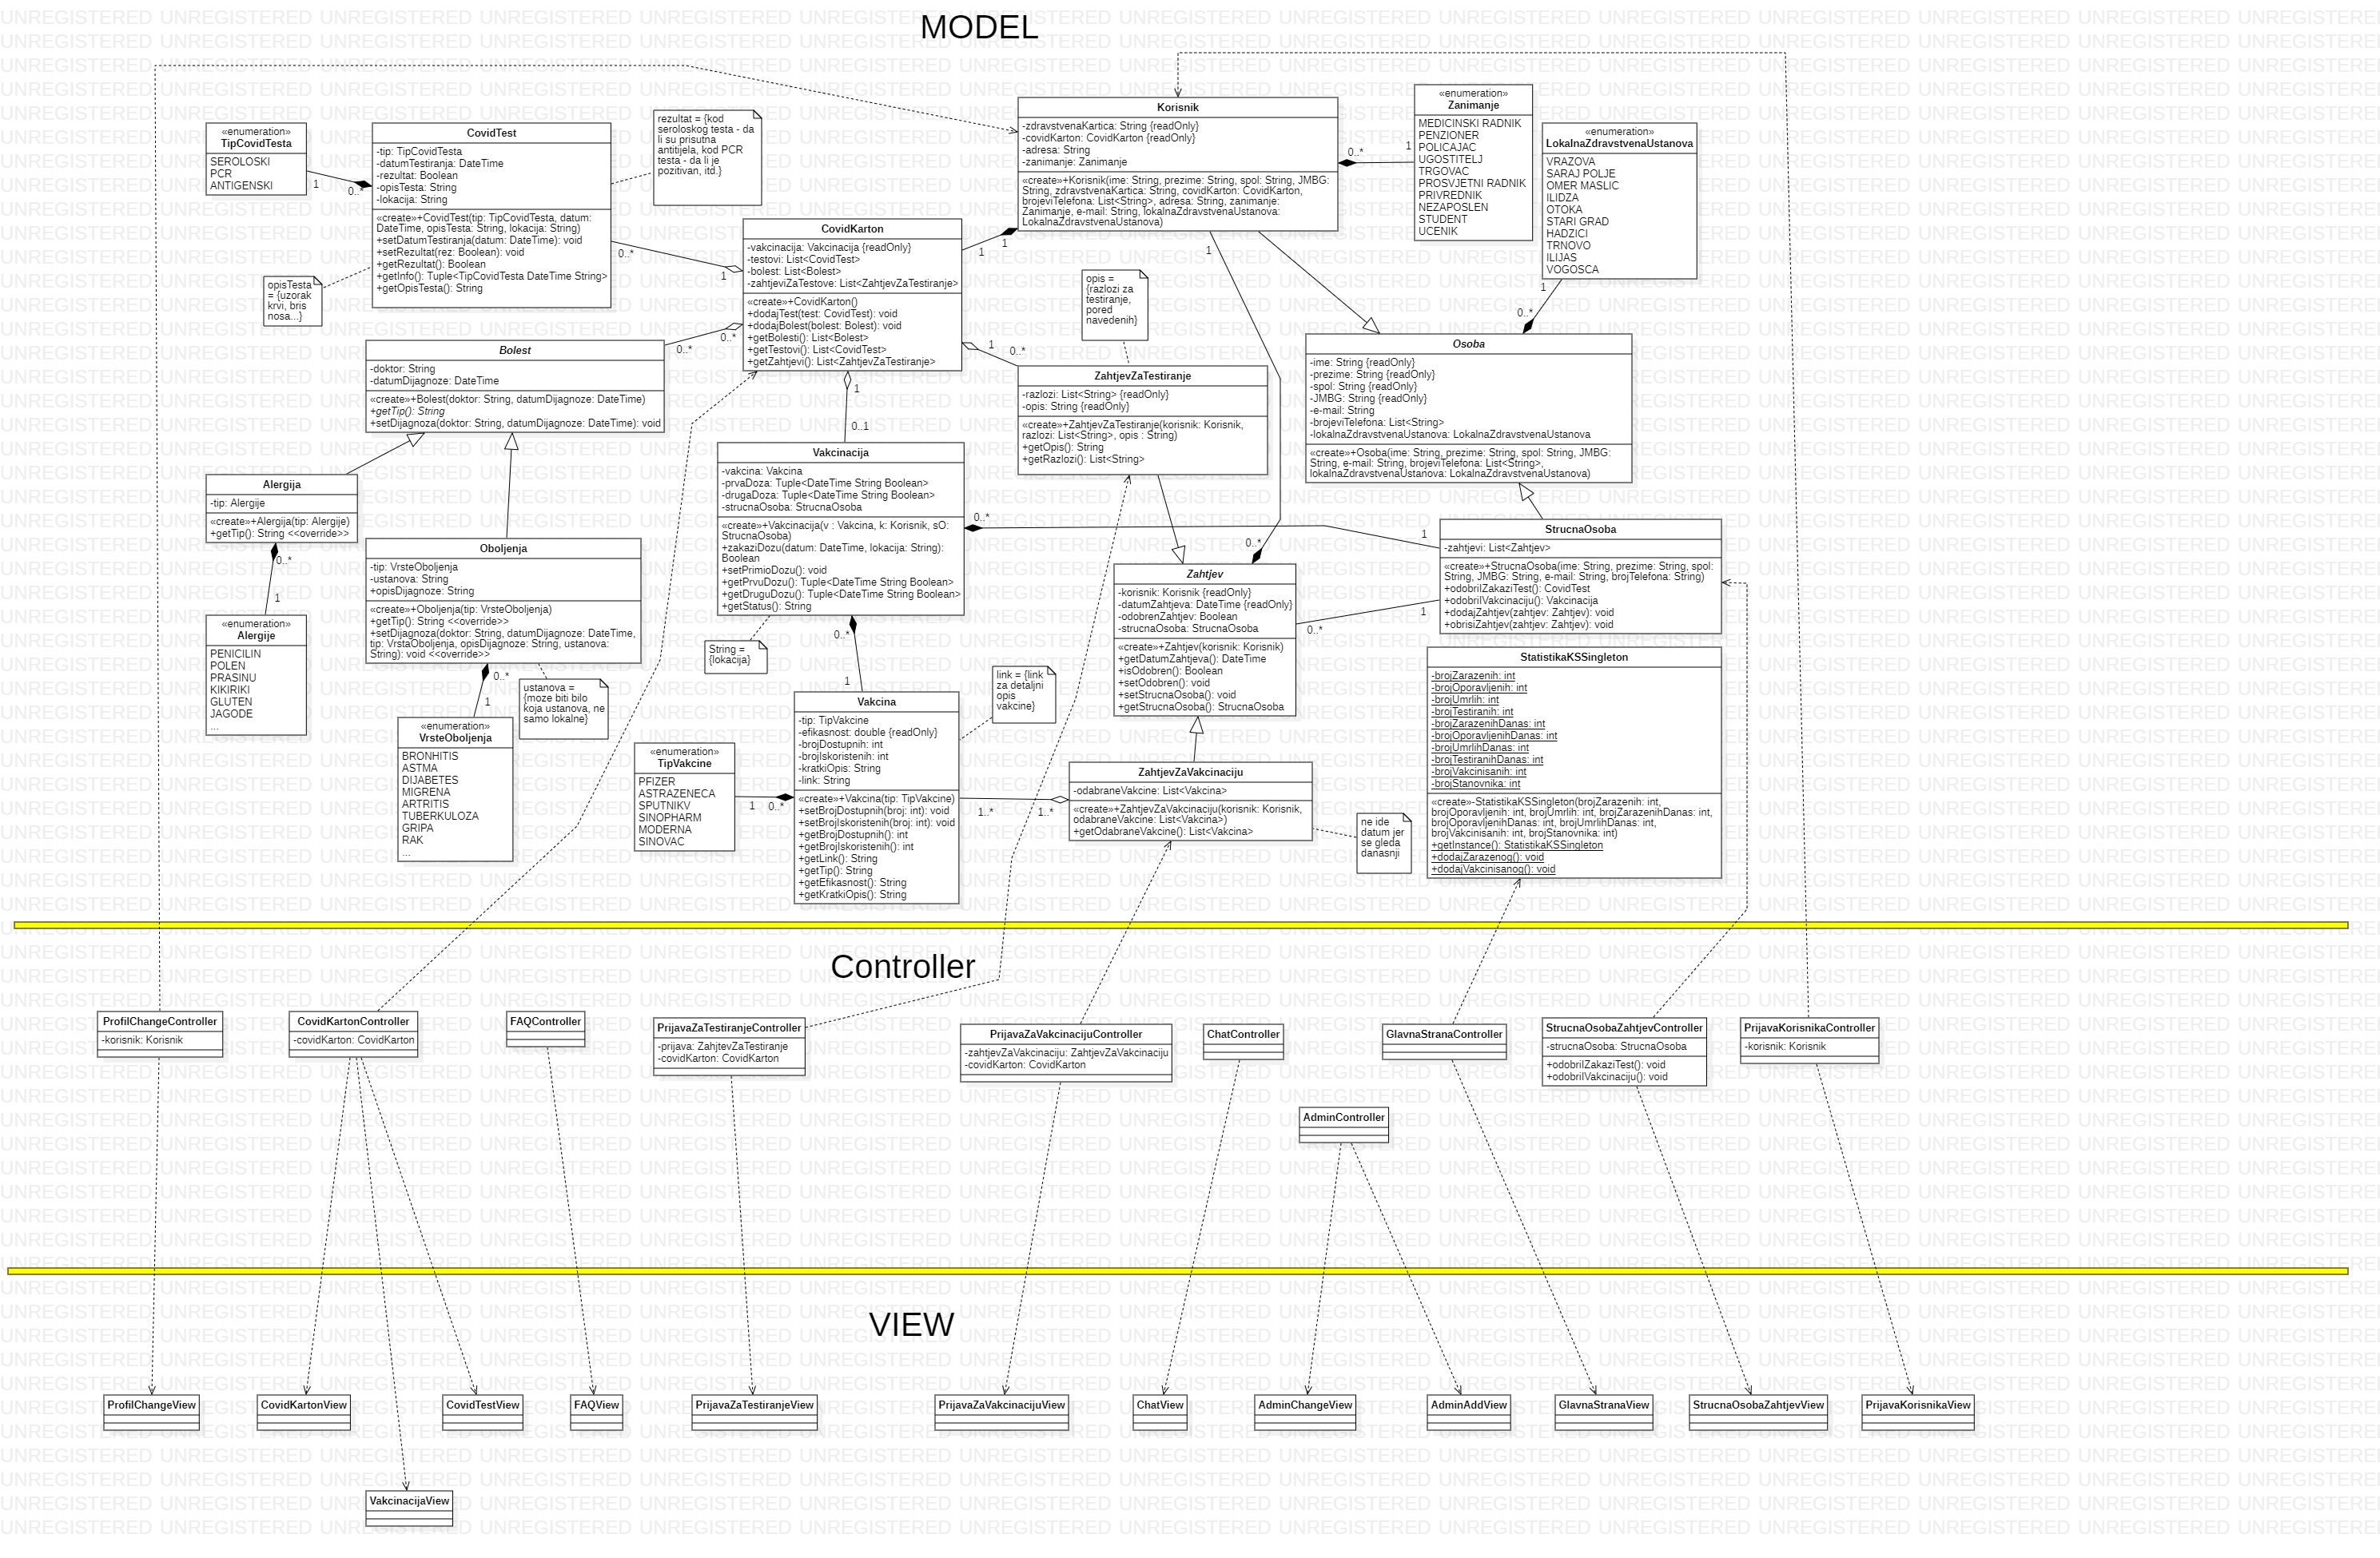 MODEL
«enumeration»
TipCovidTesta
SEROLOSKI
PCR
ANTIGENSKI
1
0..*
CovidTest
-tip: TipCovidTesta
-datumTestiranja: DateTime
-rezultat: Boolean
-opisTesta: String
-lokacija: String
«create»+CovidTest(tip: TipCovidTesta, datum:
DateTime, opisTesta: String, lokacija: String)
+setDatumTestiranja(datum: DateTime): void
+setRezultat(rez: Boolean): void
+getRezultat(): Boolean
+getInfo(): Tuple<TipCovidTesta DateTime String>
+getOpisTesta(): String
rezultat = {kod
seroloskog testa - da
li su prisutna
antitijela, kod PCR
testa - da li je
pozitivan, itd.}
opisTesta
= {uzorak
krvi, bris
nosa...}
0..*
1
CovidKarton
-vakcinacija: Vakcinacija {readOnly}
-testovi: List<CovidTest>
-bolest: List<Bolest>
-zahtjeviZaTestove: List<ZahtjevZaTestiranje>
«create»+CovidKarton()
+dodajTest(test: CovidTest): void
+dodajBolest(bolest: Bolest): void
+getBolesti(): List<Bolest>
+getTestovi(): List<CovidTest>
+getZahtjevi(): List<ZahtjevZaTestiranje>
1
1
Korisnik
-zdravstvenaKartica: String {readOnly}
-covidKarton: CovidKarton {readOnly}
-adresa: String
-zanimanje: Zanimanje
«create»+Korisnik(ime: String, prezime: String, spol: String, JMBG:
String, zdravstvenaKartica: String, covidKarton: CovidKarton,
brojeviTelefona: List<String>, adresa: String, zanimanje:
Zanimanje, e-mail: String, lokalnaZdravstvenaUstanova:
LokalnaZdravstvenaUstanova)
0..*
1
«enumeration»
Zanimanje
MEDICINSKI RADNIK
PENZIONER
POLICAJAC
UGOSTITELJ
TRGOVAC
PROSVJETNI RADNIK
PRIVREDNIK
NEZAPOSLEN
STUDENT
UCENIK
«enumeration»
LokalnaZdravstvenaUstanova
VRAZOVA
SARAJ POLJE
OMER MASLIC
ILIDZA
OTOKA
STARI GRAD
HADZICI
TRNOVO
ILIJAS
VOGOSCA
1
0..*
Osoba
-ime: String {readOnly}
-prezime: String {readOnly}
-spol: String {readOnly}
-JMBG: String {readOnly}
-e-mail: String
-brojeviTelefona: List<String>
-lokalnaZdravstvenaUstanova: LokalnaZdravstvenaUstanova
«create»+Osoba(ime: String, prezime: String, spol: String, JMBG:
String, e-mail: String, brojeviTelefona: List<String>,
lokalnaZdravstvenaUstanova: LokalnaZdravstvenaUstanova)
1
0..*
opis =
{razlozi za
testiranje,
pored
navedenih}
1
0..*
ZahtjevZaTestiranje
-razlozi: List<String> {readOnly}
-opis: String {readOnly}
«create»+ZahtjevZaTestiranje(korisnik: Korisnik,
razlozi: List<String>, opis : String)
+getOpis(): String
+getRazlozi(): List<String>
0..*
0..*
Bolest
-doktor: String
-datumDijagnoze: DateTime
«create»+Bolest(doktor: String, datumDijagnoze: DateTime)
+getTip(): String
+setDijagnoza(doktor: String, datumDijagnoze: DateTime): void
Alergija
-tip: Alergije
«create»+Alergija(tip: Alergije)
+getTip(): String <<override>>
0..*
1
«enumeration»
Alergije
PENICILIN
POLEN
PRASINU
KIKIRIKI
GLUTEN
JAGODE
...
Oboljenja
-tip: VrsteOboljenja
-ustanova: String
+opisDijagnoze: String
«create»+Oboljenja(tip: VrsteOboljenja)
+getTip(): String <<override>>
+setDijagnoza(doktor: String, datumDijagnoze: DateTime,
tip: VrstaOboljenja, opisDijagnoze: String, ustanova:
String): void <<override>>
0..*
1
«enumeration»
VrsteOboljenja
BRONHITIS
ASTMA
DIJABETES
MIGRENA
ARTRITIS
TUBERKULOZA
GRIPA
RAK
...
ustanova =
{moze biti bilo
koja ustanova, ne
samo lokalne}
1
0..1
Vakcinacija
-vakcina: Vakcina
-prvaDoza: Tuple<DateTime String Boolean>
-drugaDoza: Tuple<DateTime String Boolean>
-strucnaOsoba: StrucnaOsoba
«create»+Vakcinacija(v : Vakcina, k: Korisnik, sO:
StrucnaOsoba)
+zakaziDozu(datum: DateTime, lokacija: String):
Boolean
+setPrimioDozu(): void
+getPrvuDozu(): Tuple<DateTime String Boolean>
+getDruguDozu(): Tuple<DateTime String Boolean>
+getStatus(): String
0..*
1
String =
{lokacija}
0..*
1
StrucnaOsoba
-zahtjevi: List<Zahtjev>
«create»+StrucnaOsoba(ime: String, prezime: String, spol:
String, JMBG: String, e-mail: String, brojTelefona: String)
+odobrilZakaziTest(): CovidTest
+odobrilVakcinaciju(): Vakcinacija
+dodajZahtjev(zahtjev: Zahtjev): void
+obrisiZahtjev(zahtjev: Zahtjev): void
Zahtjev
-korisnik: Korisnik {readOnly}
-datumZahtjeva: DateTime {readOnly}
-odobrenZahtjev: Boolean
-strucnaOsoba: StrucnaOsoba
«create»+Zahtjev(korisnik: Korisnik)
+getDatumZahtjeva(): DateTime
+isOdobren(): Boolean
+setOdobren(): void
+setStrucnaOsoba(): void
+getStrucnaOsoba(): StrucnaOsoba
0..*
1
StatistikaKSSingleton
-brojZarazenih: int
-brojOporavljenih: int
-brojUmrlih: int
-brojTestiranih: int
-brojZarazenihDanas: int
-brojOporavljenihDanas: int
-brojUmrlihDanas: int
-brojTestiranihDanas: int
-brojVakcinisanih: int
-brojStanovnika: int
«create»-StatistikaKSSingleton(brojZarazenih: int,
brojOporavljenih: int, brojUmrlih: int, brojZarazenihDanas: int,
brojOporavljenihDanas: int, brojUmrlihDanas: int,
brojVakcinisanih: int, brojStanovnika: int)
+getInstance(): StatistikaKSSingleton
+dodajZarazenog(): void
+dodajVakcinisanog(): void
link = {link
za detaljni
opis
vakcine}
Vakcina
-tip: TipVakcine
-efikasnost: double {readOnly}
-brojDostupnih: int
-brojIskoristenih: int
-kratkiOpis: String
-link: String
«create»+Vakcina(tip: TipVakcine)
+setBrojDostupnih(broj: int): void
+setBrojIskoristenih(broj: int): void
+getBrojDostupnih(): int
+getBrojIskoristenih(): int
+getLink(): String
+getTip(): String
+getEfikasnost(): String
+getKratkiOpis(): String
«enumeration»
TipVakcine
PFIZER
ASTRAZENECA
SPUTNIKV
SINOPHARM
MODERNA
SINOVAC
1
0..*
1..*
1..*
ZahtjevZaVakcinaciju
-odabraneVakcine: List<Vakcina>
«create»+ZahtjevZaVakcinaciju(korisnik: Korisnik,
odabraneVakcine: List<Vakcina>)
+getOdabraneVakcine(): List<Vakcina>
ne ide
datum jer
se gleda
danasnji
Controller
ProfilChangeController
-korisnik: Korisnik
CovidKartonController
-covidKarton: CovidKarton
FAQController
PrijavaZaTestiranjeController
-prijava: ZahjtevZaTestiranje
-covidKarton: CovidKarton
PrijavaZaVakcinacijuController
-zahtjevZaVakcinaciju: ZahtjevZaVakcinaciju
-covidKarton: CovidKarton
ChatController
GlavnaStranaController
StrucnaOsobaZahtjevController
-strucnaOsoba: StrucnaOsoba
+odobrilZakaziTest(): void
+odobrilVakcinaciju(): void
PrijavaKorisnikaController
-korisnik: Korisnik
AdminController
VIEW
ProfilChangeView
CovidKartonView
CovidTestView
FAQView
PrijavaZaTestiranjeView
PrijavaZaVakcinacijuView
ChatView
AdminChangeView
AdminAddView
GlavnaStranaView
StrucnaOsobaZahtjevView
PrijavaKorisnikaView
VakcinacijaView